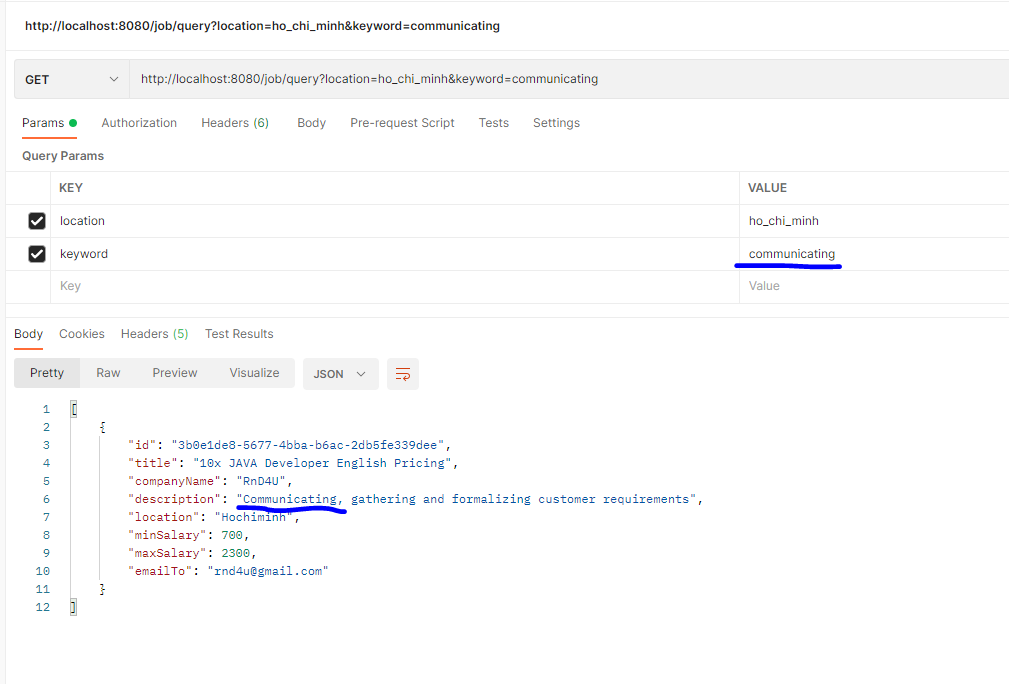 http://localhost:8080/job/query?location=ho_chi_minh&keyword=communicating
GET http://localhost:8080/job/query?location=ho_chi_minh&keyword=communicating
Params Authorization Headers (6) Body Pre-request Script Tests Settings
Query Params
KEY VALUE
location ho_chi_minh
keyword communicating
Key Value
Body Cookies Headers (5) Test Results
Pretty Raw Preview Visualize JSON
1 [
2 {
3 "id": "3b0e1de8-5677-4bba-b6ac-2db5fe339dee",
4 "title": "10x JAVA Developer English Pricing",
5 "companyName": "RnD4U",
6 "description": "Communicating, gathering and formalizing customer requirements",
7 "location": "Hochiminh",
8 "minSalary": 700,
9 "maxSalary": 2300,
10 "emailTo": "rnd4u@gmail.com"
11 }
12 ]